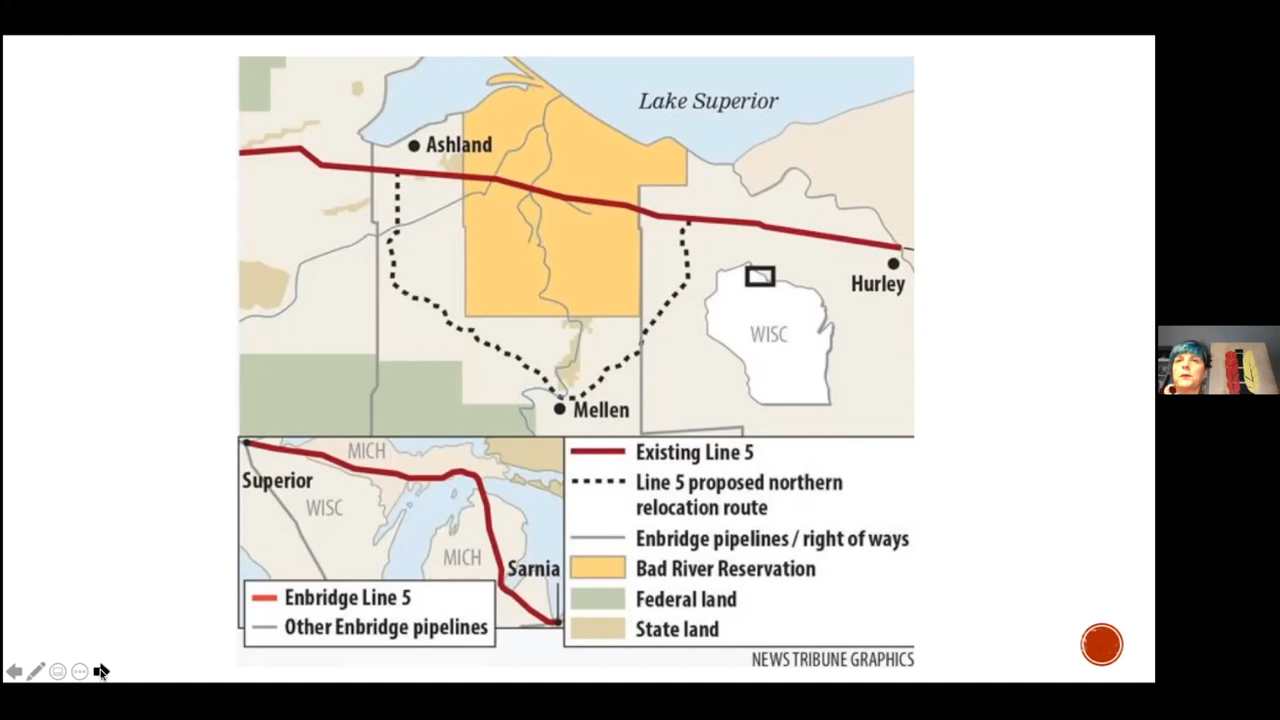 Lake Superior
Ashland
Hurley
WISC
Mellen
MICH
Superior
WISC
MICH
Sarnia
Enbridge Line 5
Other Enbridge pipelines
Existing Line 5
Line 5 proposed northern
relocation route
Enbridge pipelines / right of ways
Bad River Reservation
Federal land
State land
NEWS TRIBUNE GRAPHICS